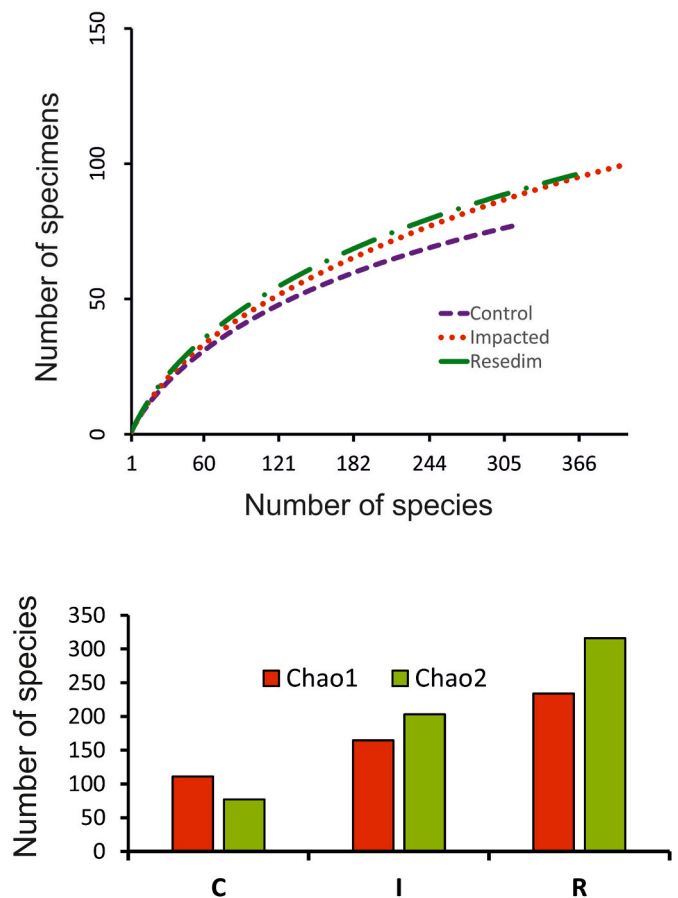 150
100
50
0
Number of specimens
1 60 121 182 244 305 366
Number of species
Control
Impacted
Resedim
350
300
250
200
150
100
50
0
Number of species
Chao1 Chao2
C I R